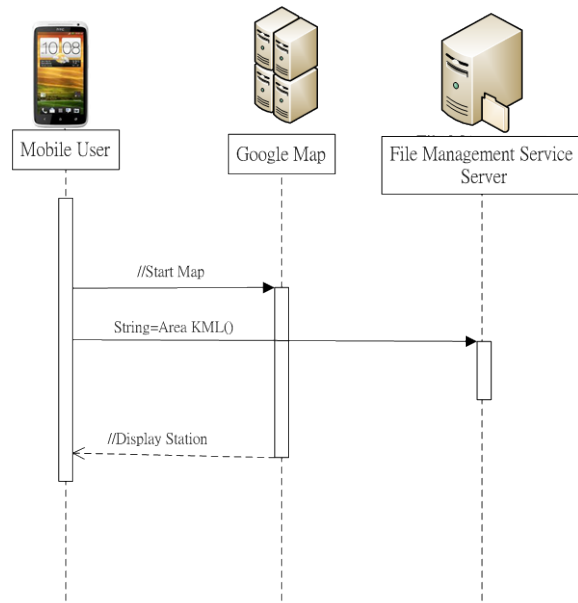 10:08
Mobile User
Google Map
File Management Service
Server
//Start Map
String=Area KML()
//Display Station